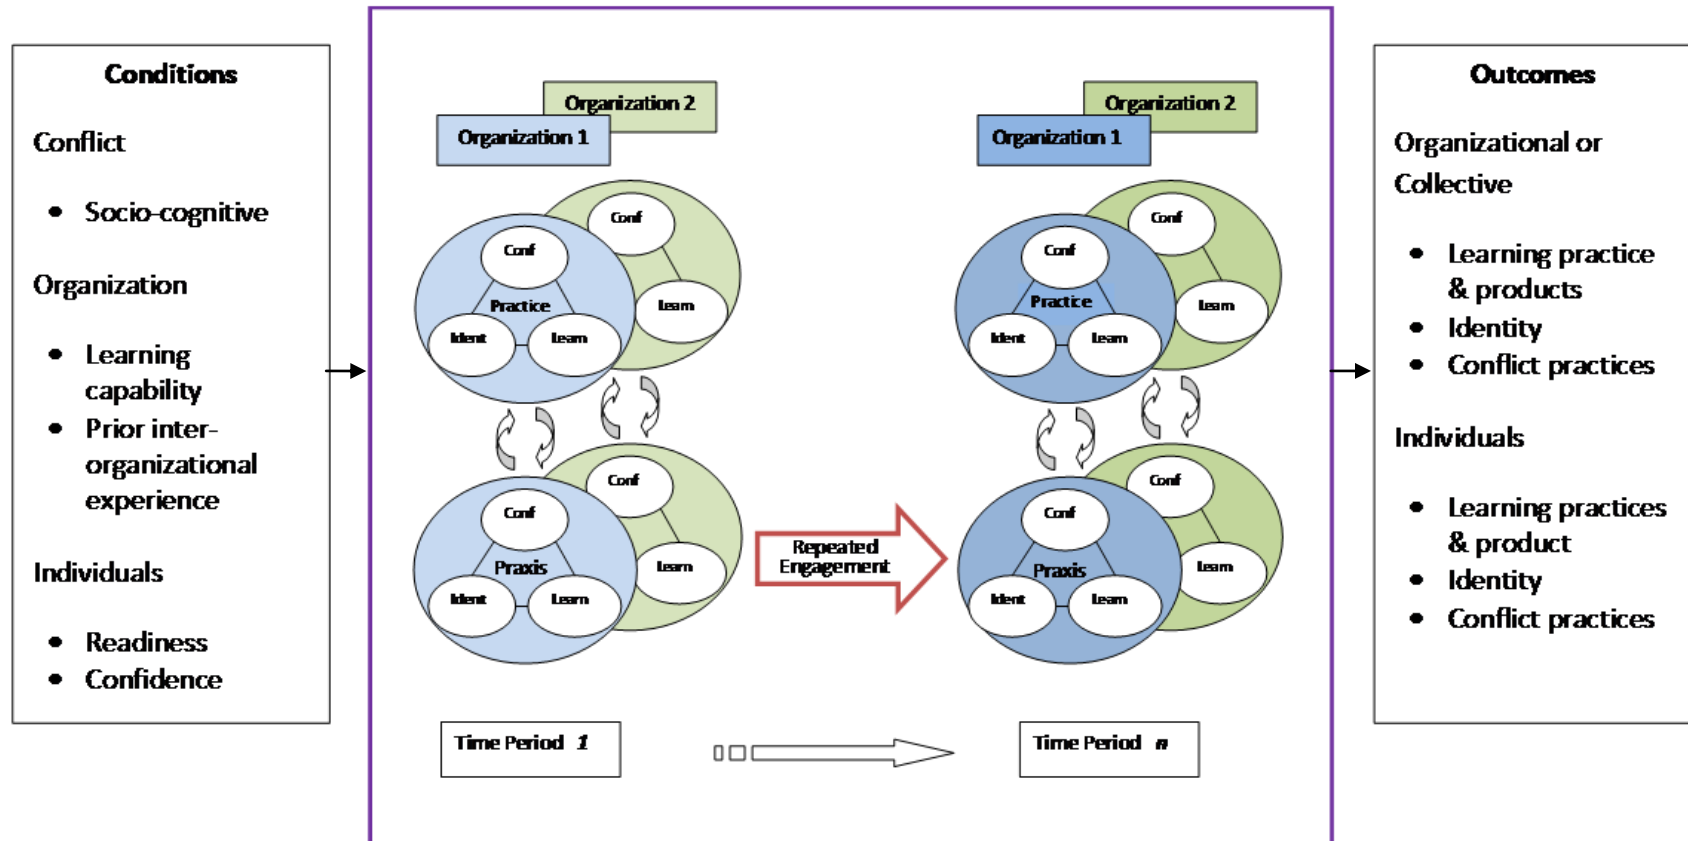 Conditions
Conflict
• Socio-cognitive
Organization
• Learning
capability
• Prior inter-
organizational
experience
Individuals
• Readiness
• Confidence
Organization 2
Organization 1
Conf
Conf
Practice
Learn
Ident
Learn
Conf
Conf
Praxis
Learn
Ident
Learn
Time Period 1
Repeated
Engagement
Organization 2
Organization 1
Conf
Conf
Practice
Learn
Ident
Learn
Conf
Conf
Praxis
Learn
Ident
Learn
Time Period n
Outcomes
Organizational or
Collective
• Learning practice
& products
• Identity
• Conflict practices
Individuals
• Learning practices
& product
• Identity
• Conflict practices